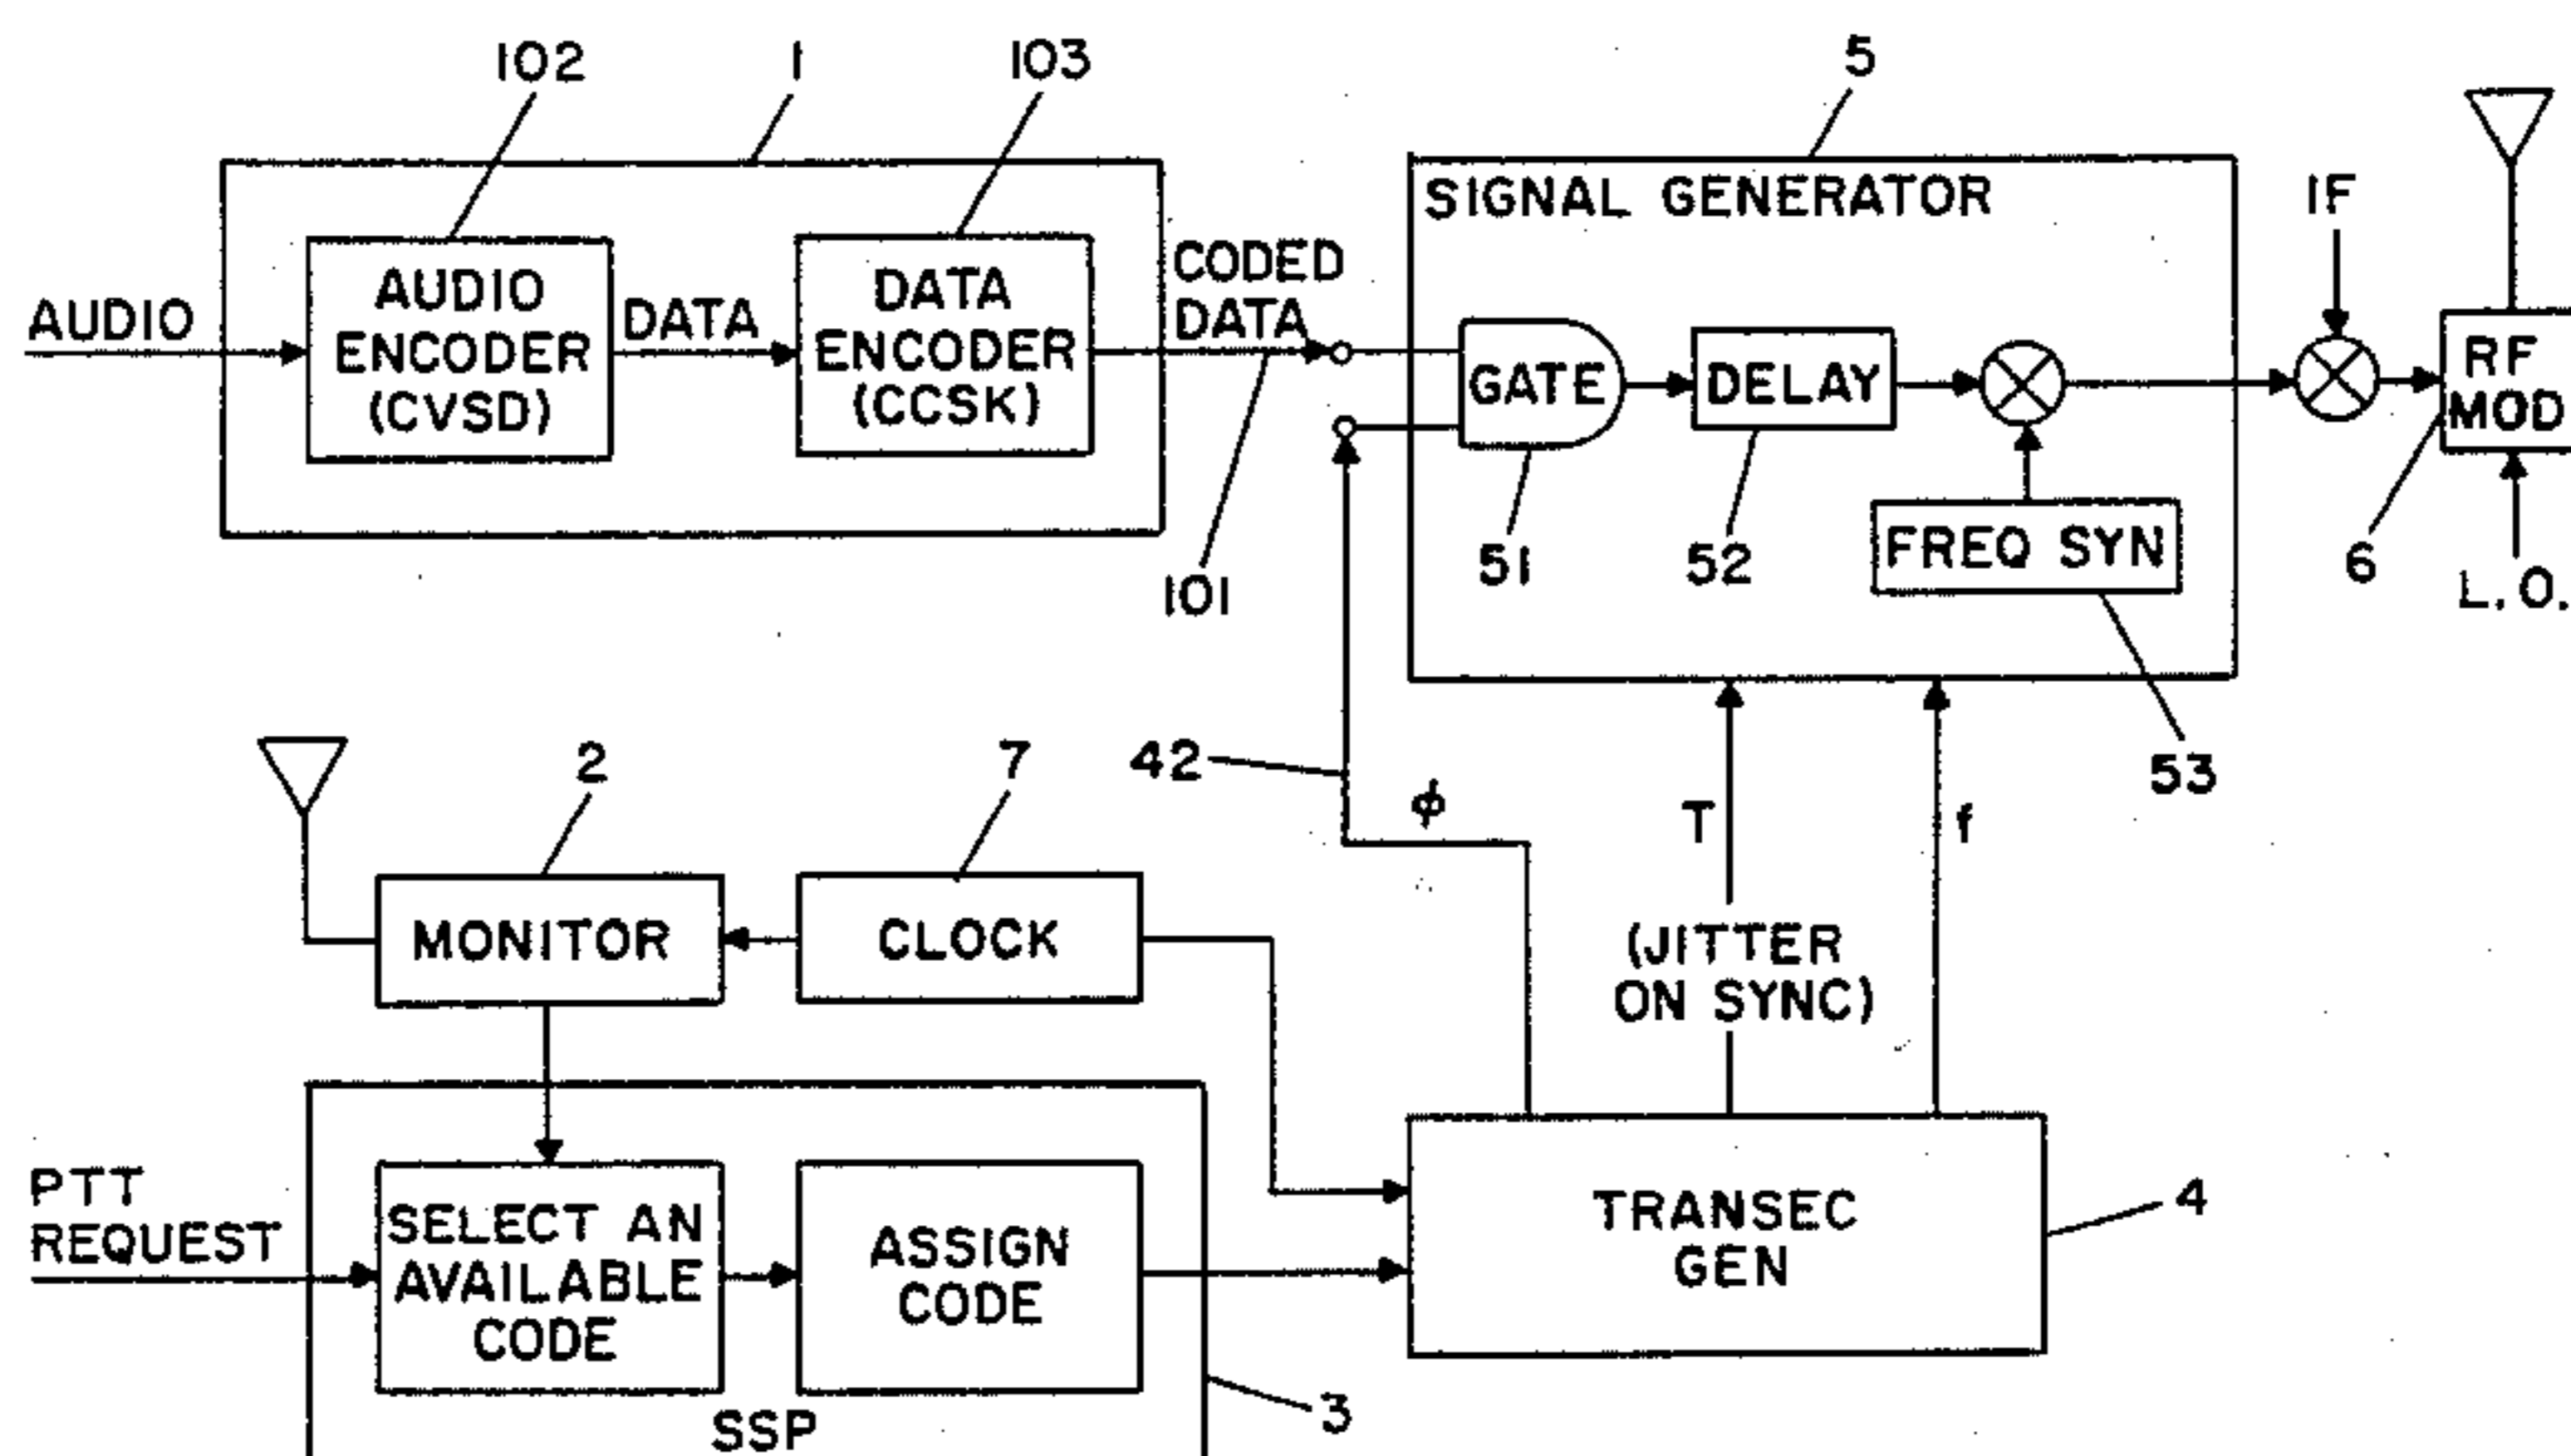 102
1
103
5
SIGNAL GENERATOR
IF
AUDIO
AUDIO
ENCODER
(CVSD)
DATA
DATA
ENCODER
(CCSK)
CODED
DATA
GATE
DELAY
RF
MOD
FREQ SYN
101
51
52
53
6
L.O.
2
7
42
ϕ
T
f
MONITOR
CLOCK
(JITTER
ON SYNC)
PTT
REQUEST
SELECT AN
AVAILABLE
CODE
ASSIGN
CODE
TRANSEC
GEN
4
3
SSP